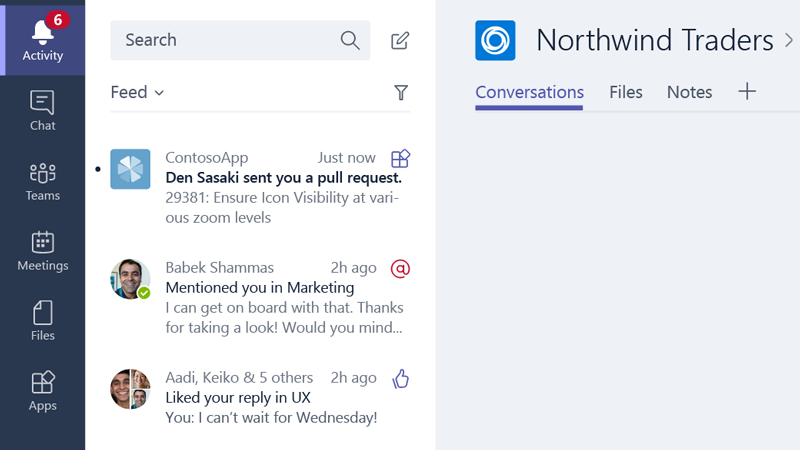 6
Activity
Chat
Teams
Meetings
Files
Apps
Search
Feed
ContosoApp Just now
Den Sasaki sent you a pull request.
29381: Ensure Icon Visibility at vari-
ous zoom levels
Babek Shammas 2h ago
@
Mentioned you in Marketing
I can get on board with that. Thanks
for taking a look! Would you mind...
Aadi, Keiko & 5 others 2h ago
Liked your reply in UX
You: I can't wait for Wednesday!
Northwind Traders
Conversations Files Notes